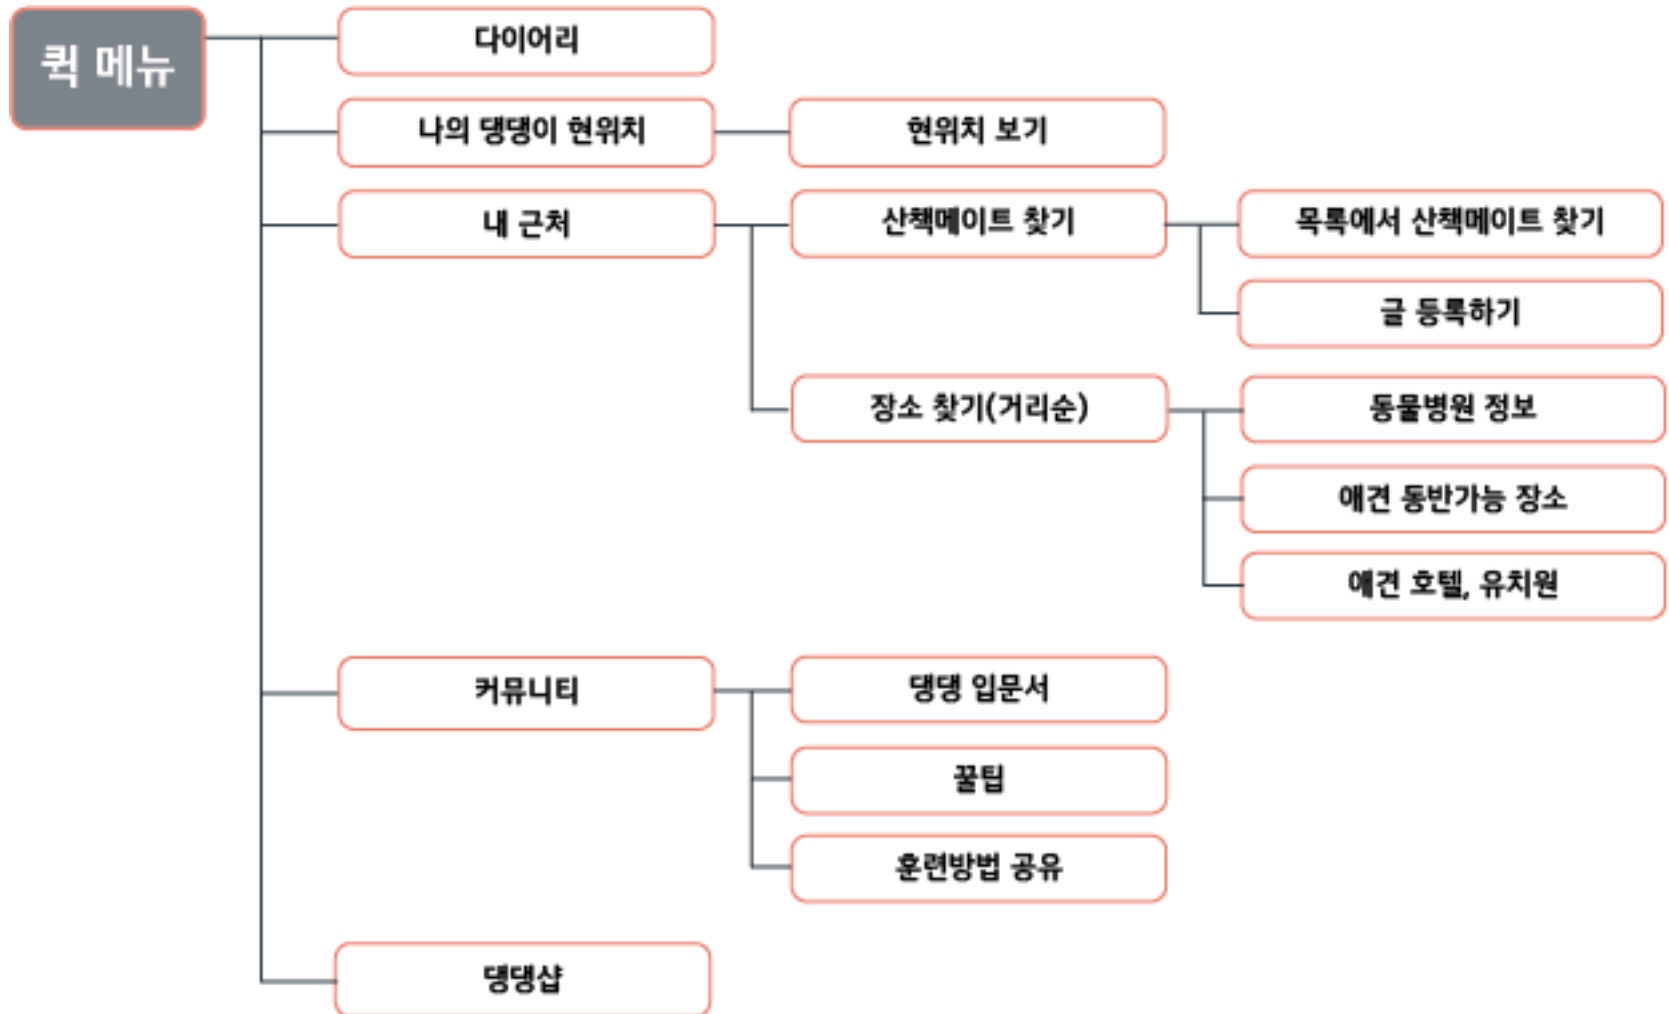 퀵 메뉴
다이어리
나의 댕댕이 현위치
현위치 보기
내 근처
산책메이트 찾기
목록에서 산책메이트 찾기
글 등록하기
장소 찾기(거리순)
동물병원 정보
애견 동반가능 장소
애견 호텔, 유치원
커뮤니티
댕댕 입문서
꿀팁
훈련방법 공유
댕댕샵